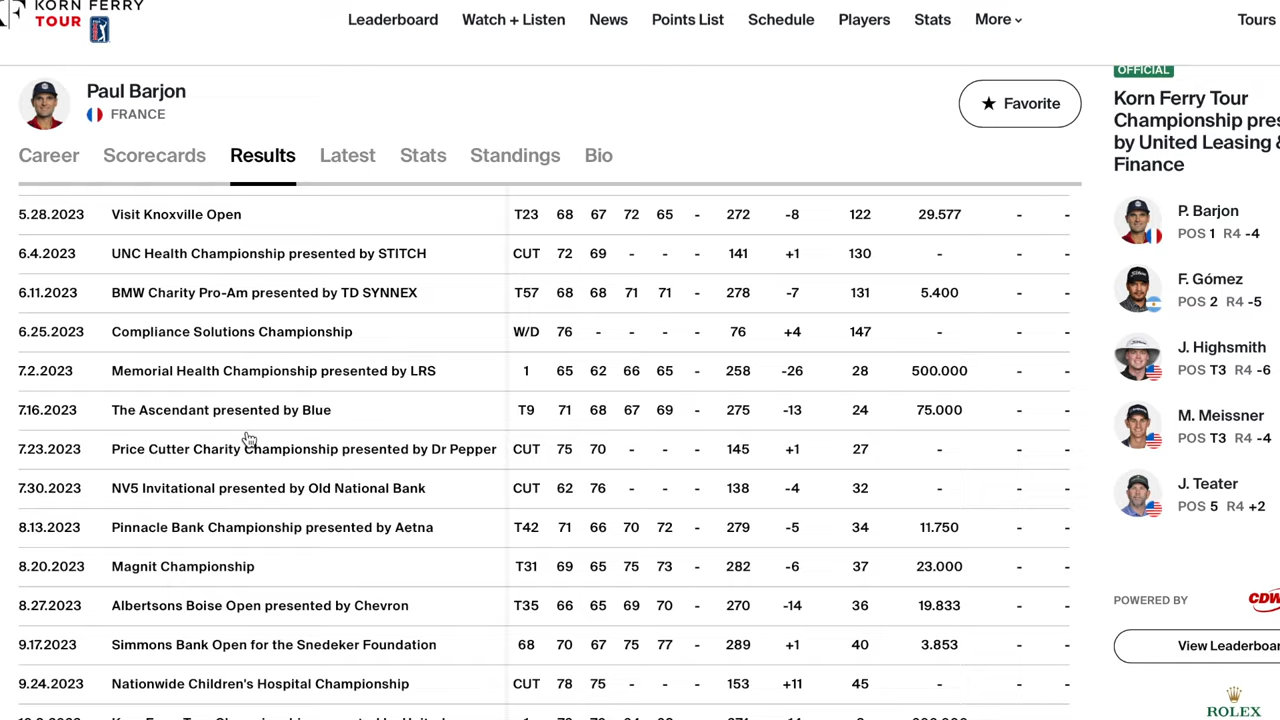 KORN FERRY
TOUR
Leaderboard Watch + Listen News Points List Schedule Players Stats More Tours
Paul Barjon
FRANCE
★ Favorite
Career Scorecards Results Latest Stats Standings Bio
5.28.2023 Visit Knoxville Open T23 68 67 72 65 - 272 -8 122 29.577 - -
6.4.2023 UNC Health Championship presented by STITCH CUT 72 69 - - - 141 +1 130 - - -
6.11.2023 BMW Charity Pro-Am presented by TD SYNNEX T57 68 68 71 71 - 278 -7 131 5.400 - -
6.25.2023 Compliance Solutions Championship W/D 76 - - - - 76 +4 147 - - -
7.2.2023 Memorial Health Championship presented by LRS 1 65 62 66 65 - 258 -26 28 500.000 - -
7.16.2023 The Ascendant presented by Blue T9 71 68 67 69 - 275 -13 24 75.000 - -
7.23.2023 Price Cutter Charity Championship presented by Dr Pepper CUT 75 70 - - - 145 +1 27 - - -
7.30.2023 NV5 Invitational presented by Old National Bank CUT 62 76 - - - 138 -4 32 - - -
8.13.2023 Pinnacle Bank Championship presented by Aetna T42 71 66 70 72 - 279 -5 34 11.750 - -
8.20.2023 Magnit Championship T31 69 65 75 73 - 282 -6 37 23.000 - -
8.27.2023 Albertsons Boise Open presented by Chevron T35 66 65 69 70 - 270 -14 36 19.833 - -
9.17.2023 Simmons Bank Open for the Snedeker Foundation 68 70 67 75 77 - 289 +1 40 3.853 - -
9.24.2023 Nationwide Children's Hospital Championship CUT 78 75 - - - 153 +11 45 - - -
OFFICIAL
Korn Ferry Tour
Championship pres
by United Leasing &
Finance
P. Barjon
POS 1 R4 -4
F. Gómez
POS 2 R4 -5
J. Highsmith
POS T3 R4 -6
M. Meissner
POS T3 R4 -4
J. Teater
POS 5 R4 +2
POWERED BY CDW
View Leaderboar
ROLEX